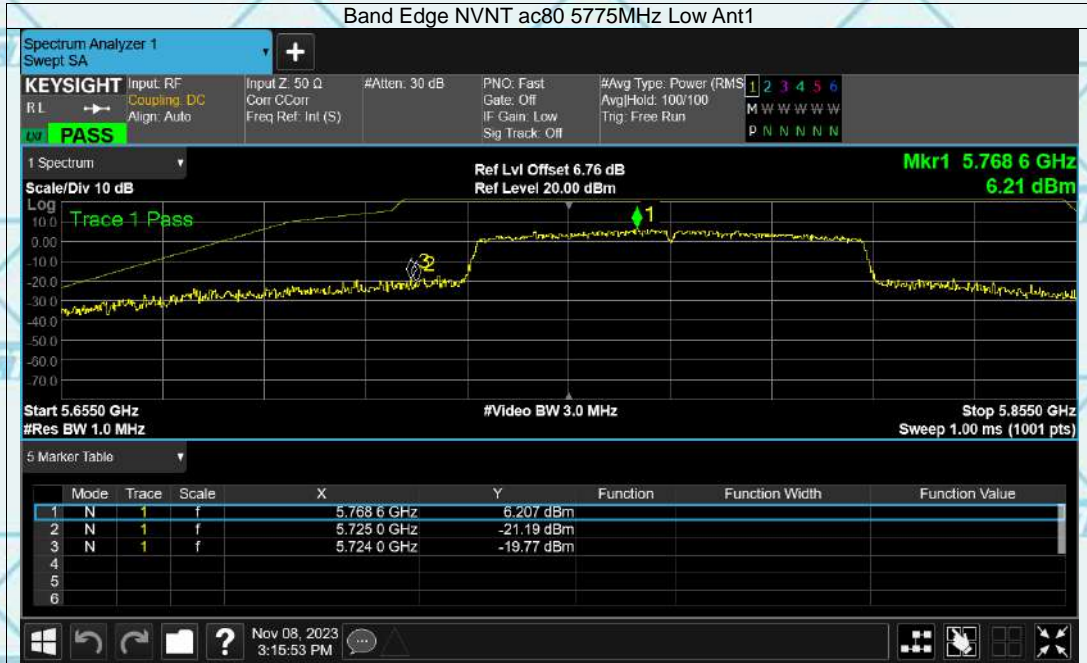 Band Edge NVNT ac80 5775MHz Low Ant1
Spectrum Analyzer 1
Swept SA
+
KEYSIGHT
RL
LXI
PASS
Input: RF
Coupling: DC
Align: Auto
Input Z: 50 Ω
Corr CCorr
Freq Ref: Int (S)
#Atten: 30 dB
PNO: Fast
Gate: Off
IF Gain: Low
Sig Track: Off
#Avg Type: Power (RMS
Avg|Hold: 100/100
Trig: Free Run
1 2 3 4 5 6
M W W W W W
P N N N N N
1 Spectrum
Scale/Div 10 dB
Ref Lvl Offset 6.76 dB
Ref Level 20.00 dBm
Mkr1 5.768 6 GHz
6.21 dBm
Log
Trace 1 Pass
10.0
0.00
-10.0
-20.0
-30.0
-40.0
-50.0
-60.0
-70.0
1
3
2
Start 5.6550 GHz
#Res BW 1.0 MHz
#Video BW 3.0 MHz
Stop 5.8550 GHz
Sweep 1.00 ms (1001 pts)
5 Marker Table
Mode Trace Scale X Y Function Function Width Function Value
1 N 1 f 5.768 6 GHz 6.207 dBm
2 N 1 f 5.725 0 GHz -21.19 dBm
3 N 1 f 5.724 0 GHz -19.77 dBm
4
5
6
?
Nov 08, 2023
3:15:53 PM